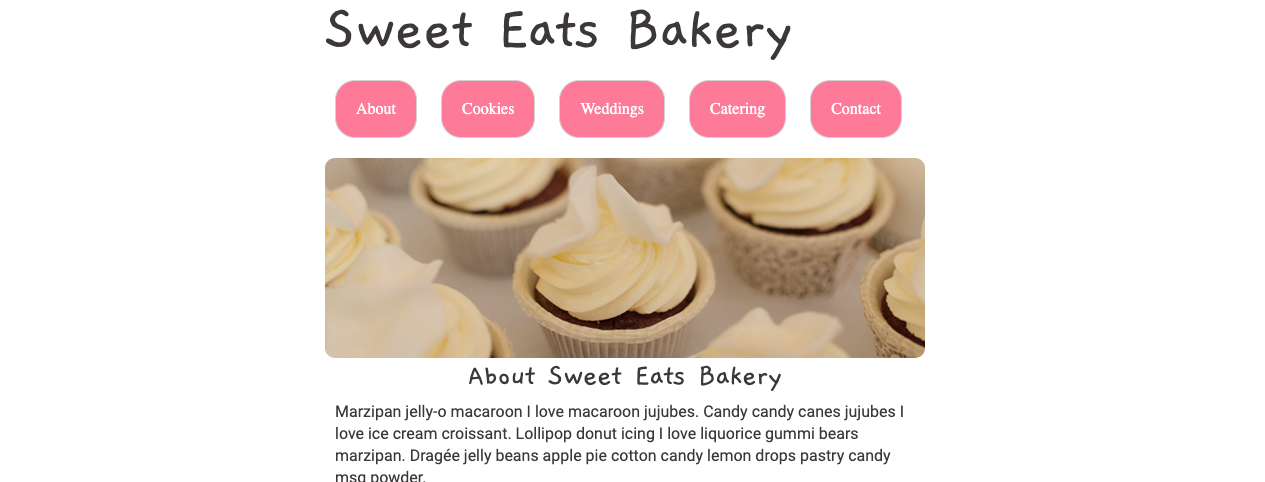 Sweet Eats Bakery
About Cookies Weddings Catering Contact
About Sweet Eats Bakery
Marzipan jelly-o macaroon I love macaroon jujubes. Candy candy canes jujubes I
love ice cream croissant. Lollipop donut icing I love liquorice gummi bears
marzipan. Dragée jelly beans apple pie cotton candy lemon drops pastry candy
msg powder.